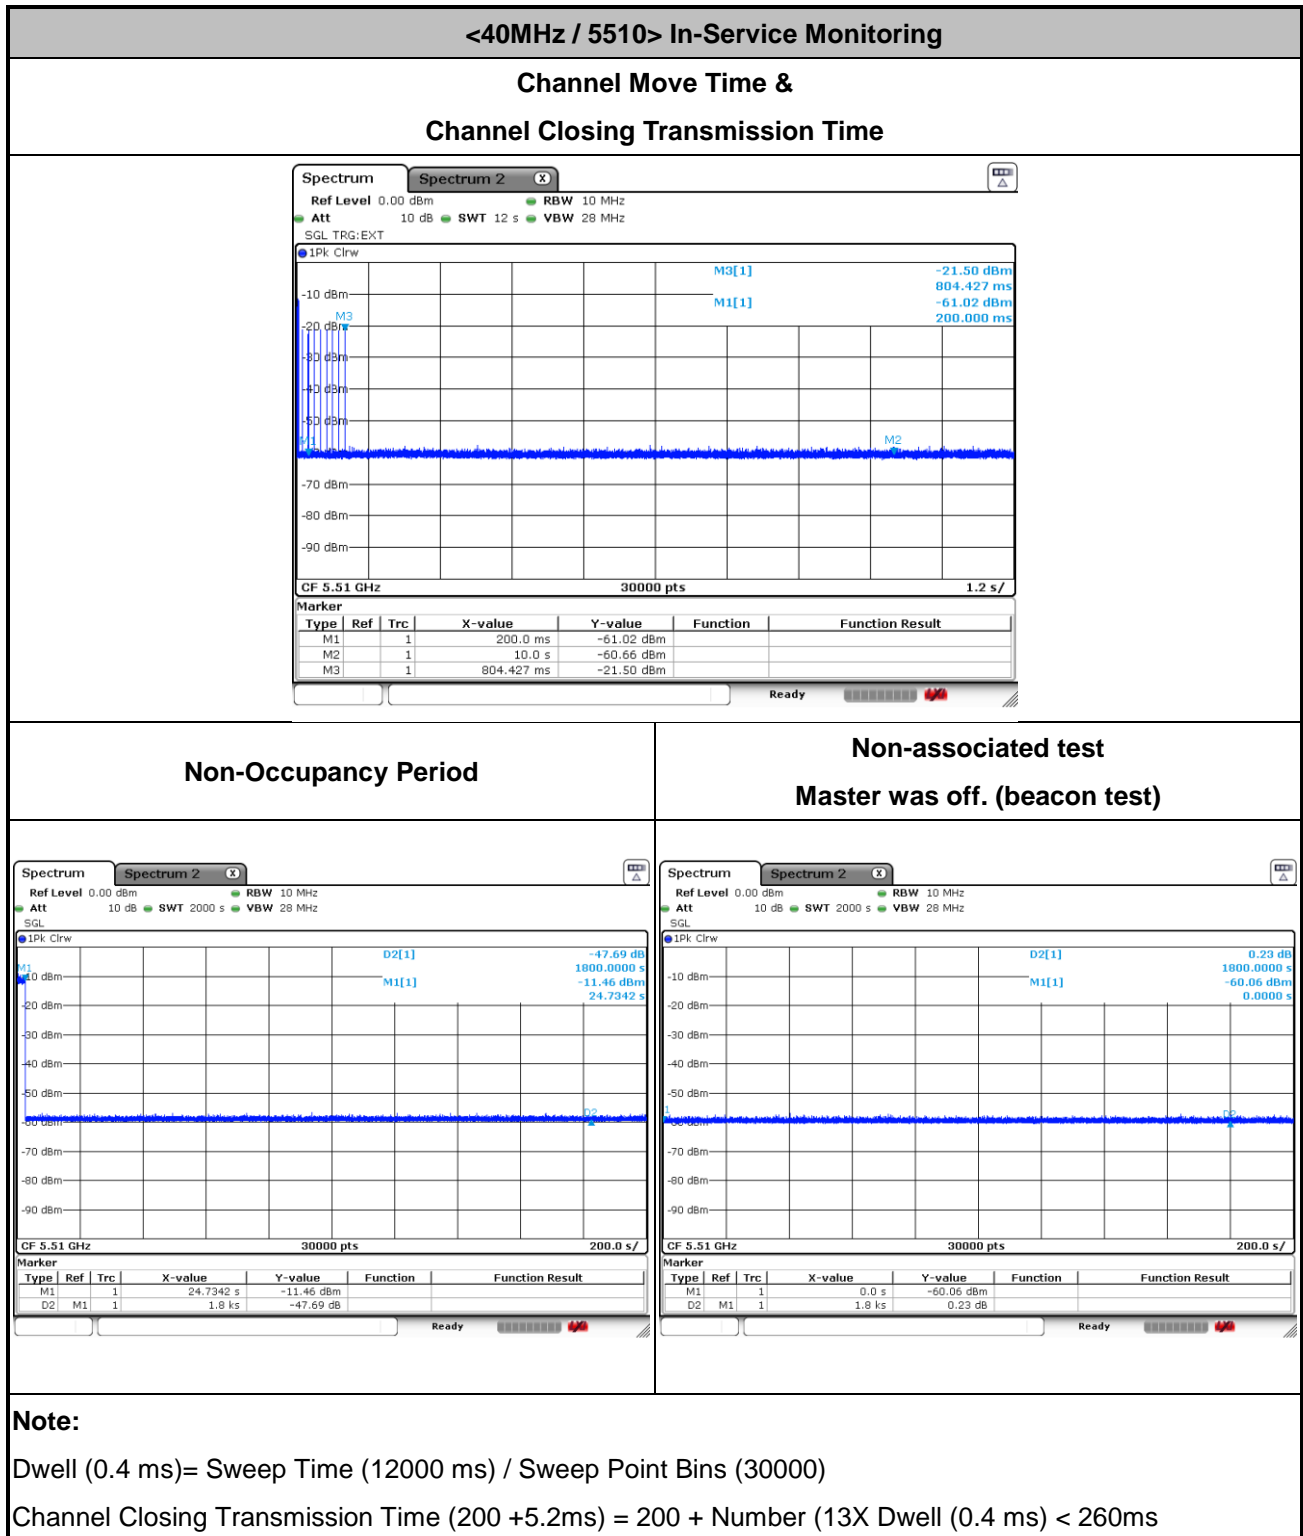 <40MHz / 5510> In-Service Monitoring
Channel Move Time &
Channel Closing Transmission Time
Spectrum Spectrum 2 X
Ref Level 0.00 dBm RBW 10 MHz
Att 10 dB SWT 12 s VBW 28 MHz
SGL TRG:EXT
1Pk Clrw
M3[1] -21.50 dBm
804.427 ms
-10 dBm
M1[1] -61.02 dBm
200.000 ms
M3
-20 dBm
-30 dBm
-40 dBm
-50 dBm
M1 M2
-70 dBm
-80 dBm
-90 dBm
CF 5.51 GHz 30000 pts 1.2 s/
Marker
Type Ref Trc X-value Y-value Function Function Result
M1 1 200.0 ms -61.02 dBm
M2 1 10.0 s -60.66 dBm
M3 1 804.427 ms -21.50 dBm
Ready
Non-Occupancy Period
Non-associated test
Master was off. (beacon test)
Spectrum Spectrum 2 X
Ref Level 0.00 dBm RBW 10 MHz
Att 10 dB SWT 2000 s VBW 28 MHz
SGL
1Pk Clrw
D2[1] -47.69 dB
1800.0000 s
M1
-10 dBm
M1[1] -11.46 dBm
24.7342 s
-20 dBm
-30 dBm
-40 dBm
-50 dBm
D2
-60 dBm
-70 dBm
-80 dBm
-90 dBm
CF 5.51 GHz 30000 pts 200.0 s/
Marker
Type Ref Trc X-value Y-value Function Function Result
M1 1 24.7342 s -11.46 dBm
D2 M1 1 1.8 ks -47.69 dB
Ready
Spectrum Spectrum 2 X
Ref Level 0.00 dBm RBW 10 MHz
Att 10 dB SWT 2000 s VBW 28 MHz
SGL
1Pk Clrw
D2[1] 0.23 dB
1800.0000 s
-10 dBm
M1[1] -60.06 dBm
0.0000 s
-20 dBm
-30 dBm
-40 dBm
-50 dBm
1 D2
-60 dBm
-70 dBm
-80 dBm
-90 dBm
CF 5.51 GHz 30000 pts 200.0 s/
Marker
Type Ref Trc X-value Y-value Function Function Result
M1 1 0.0 s -60.06 dBm
D2 M1 1 1.8 ks 0.23 dB
Ready
Note:
Dwell (0.4 ms)= Sweep Time (12000 ms) / Sweep Point Bins (30000)
Channel Closing Transmission Time (200 +5.2ms) = 200 + Number (13X Dwell (0.4 ms) < 260ms